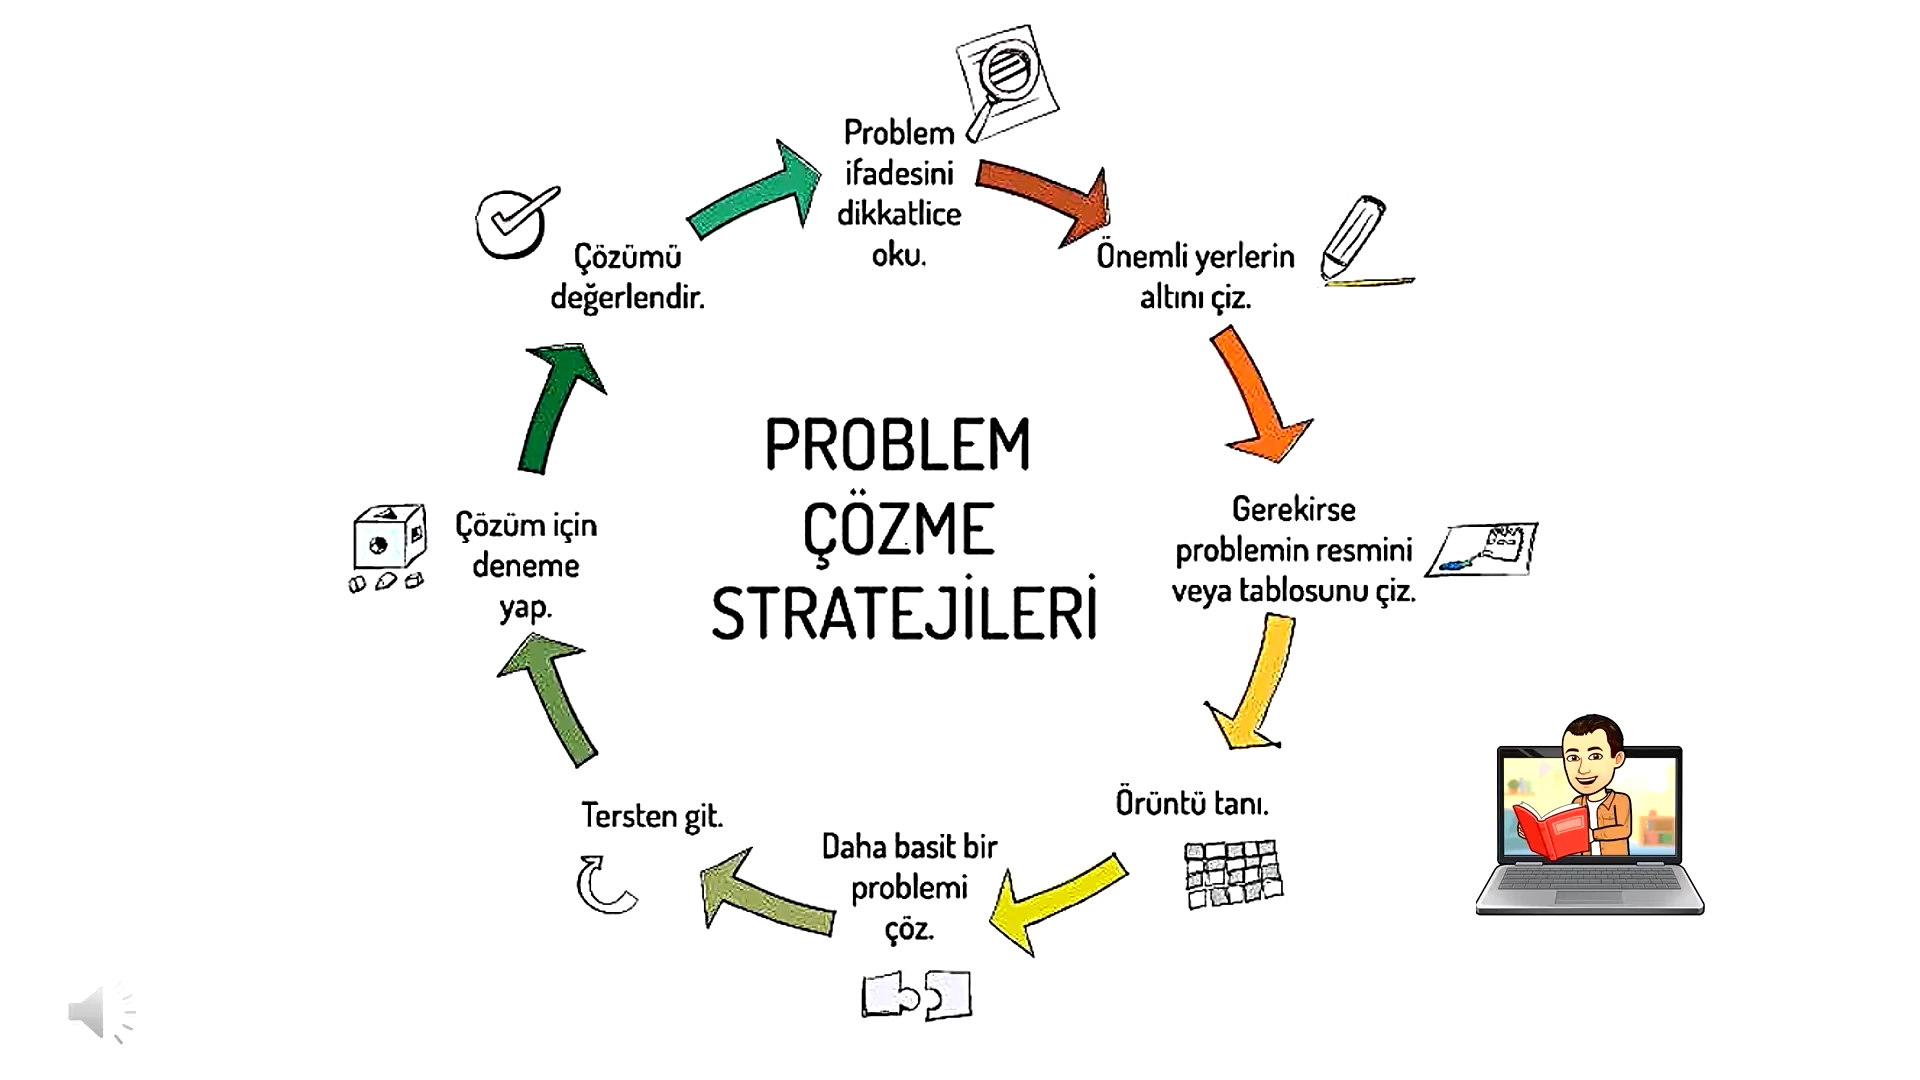 Problem
ifadesini
dikkatlice
oku.
Önemli yerlerin
altını çiz.
Gerekirse
problemin resmini
veya tablosunu çiz.
Örüntü tanı.
Daha basit bir
problemi
çöz.
Tersten git.
Çözüm için
deneme
yap.
Çözümü
değerlendir.
PROBLEM
ÇÖZME
STRATEJİLERİ